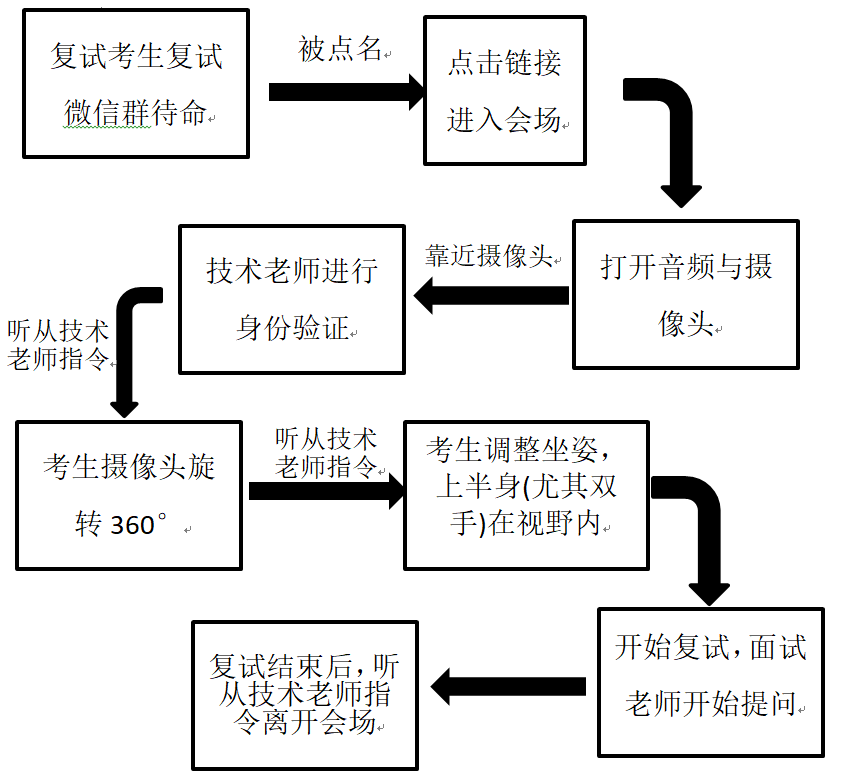 复试考生复试
微信群待命
被点名
点击链接
进入会场
打开音频与摄
像头
靠近摄像头
技术老师进行
身份验证
听从技术
老师指令
考生摄像头旋
转 360°
听从技术
老师指令
考生调整坐姿，
上半身(尤其双
手)在视野内
开始复试，面试
老师开始提问
复试结束后，听
从技术老师指
令离开会场